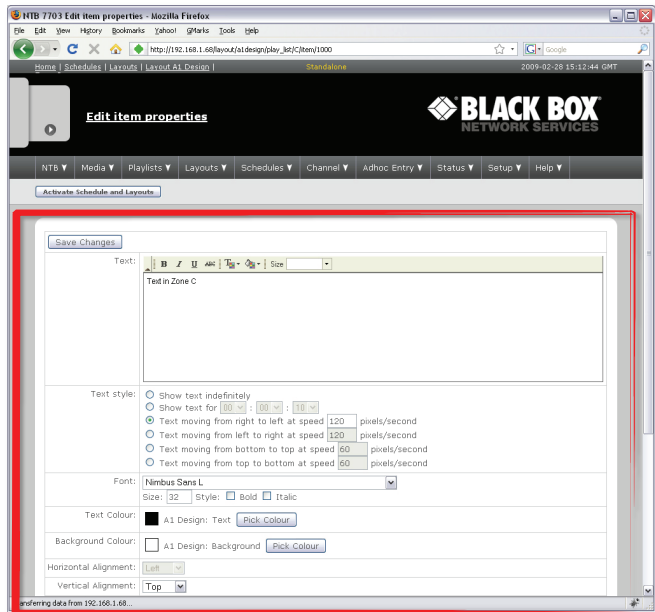 NTB 7703 Edit item properties - Mozilla Firefox
File Edit View History Bookmarks Yahoo! GMarks Tools Help
http://192.168.1.68/layout/a1design/play_list/C/item/1000
Google
Home | Schedules | Layouts | Layout A1 Design | Standalone 2009-02-28 15:12:44 GMT
Edit item properties
BLACK BOX
NETWORK SERVICES
NTB Media Playlists Layouts Schedules Channel Adhoc Entry Status Setup Help
Activate Schedule and Layouts
Save Changes
Text:
B I U ABC T Size
Text in Zone C
Text style:
Show text indefinitely
Show text for 00 : 00 : 10
Text moving from right to left at speed 120 pixels/second
Text moving from left to right at speed 120 pixels/second
Text moving from bottom to top at speed 60 pixels/second
Text moving from top to bottom at speed 60 pixels/second
Font: Nimbus Sans L
Size: 32 Style: Bold Italic
Text Colour: A1 Design: Text Pick Colour
Background Colour: A1 Design: Background Pick Colour
Horizontal Alignment: Left
Vertical Alignment: Top
ansferring data from 192.168.1.68...